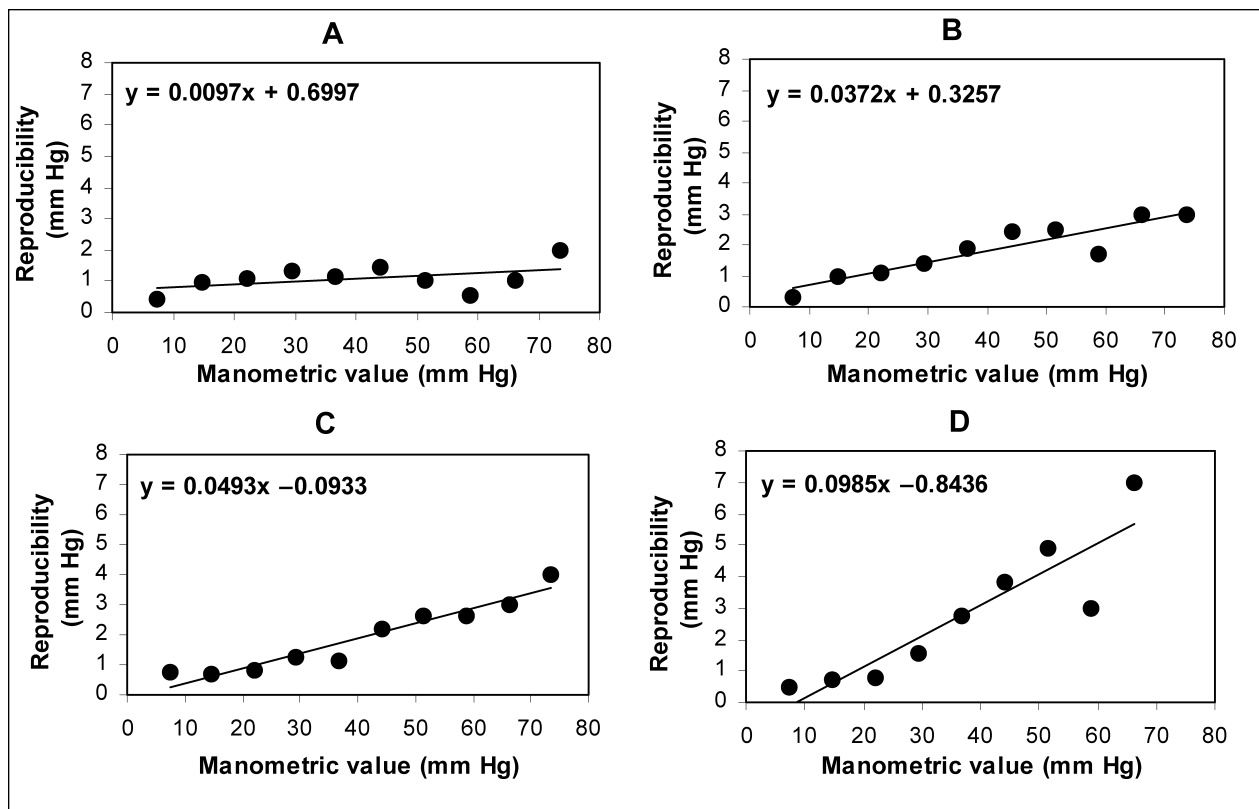 A
Reproducibility
(mm Hg)
8
7
6
5
4
3
2
1
0
y = 0.0097x + 0.6997
0 10 20 30 40 50 60 70 80
Manometric value (mm Hg)
B
Reproducibility
(mm Hg)
8
7
6
5
4
3
2
1
0
y = 0.0372x + 0.3257
0 10 20 30 40 50 60 70 80
Manometric value (mm Hg)
C
Reproducibility
(mm Hg)
8
7
6
5
4
3
2
1
0
y = 0.0493x –0.0933
0 10 20 30 40 50 60 70 80
Manometric value (mm Hg)
D
Reproducibility
(mm Hg)
8
7
6
5
4
3
2
1
0
y = 0.0985x –0.8436
0 10 20 30 40 50 60 70 80
Manometric value (mm Hg)